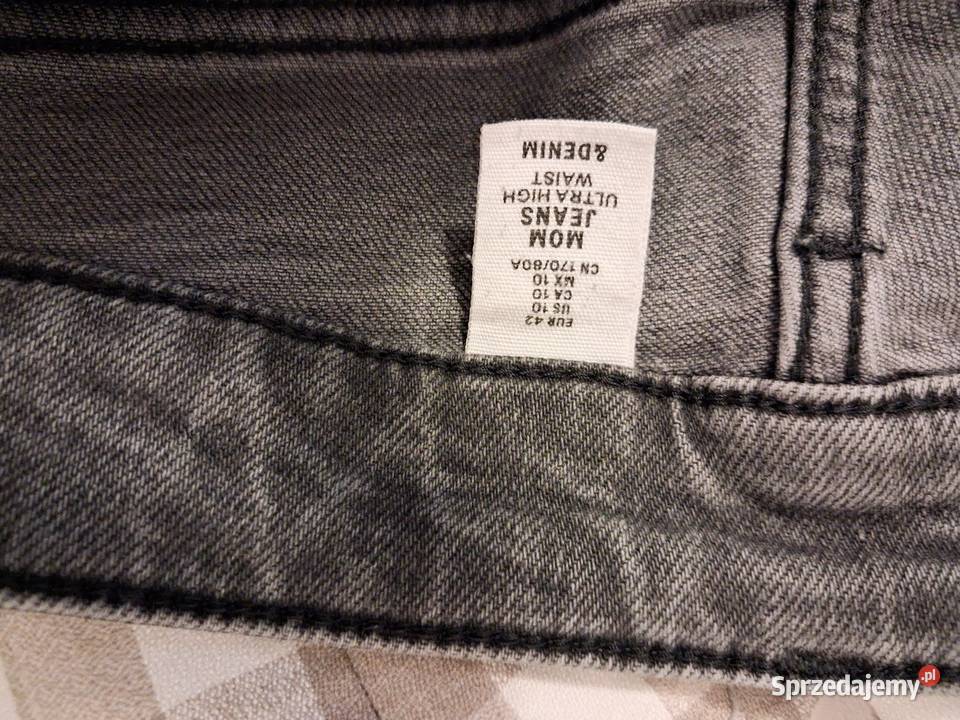 EUR 42
US 10
CA 10
MX 10
CN 170/80A
MOM
JEANS
ULTRA HIGH
WAIST
&DENIM
Sprzedajemy.pl